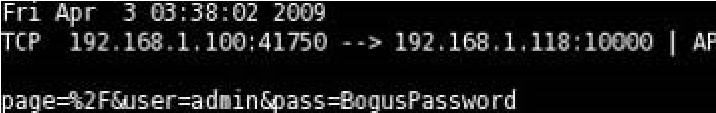 Fri Apr  3 03:38:02 2009
TCP  192.168.1.100:41750 --> 192.168.1.118:10000 | AP
page=%2F&user=admin&pass=BogusPassword